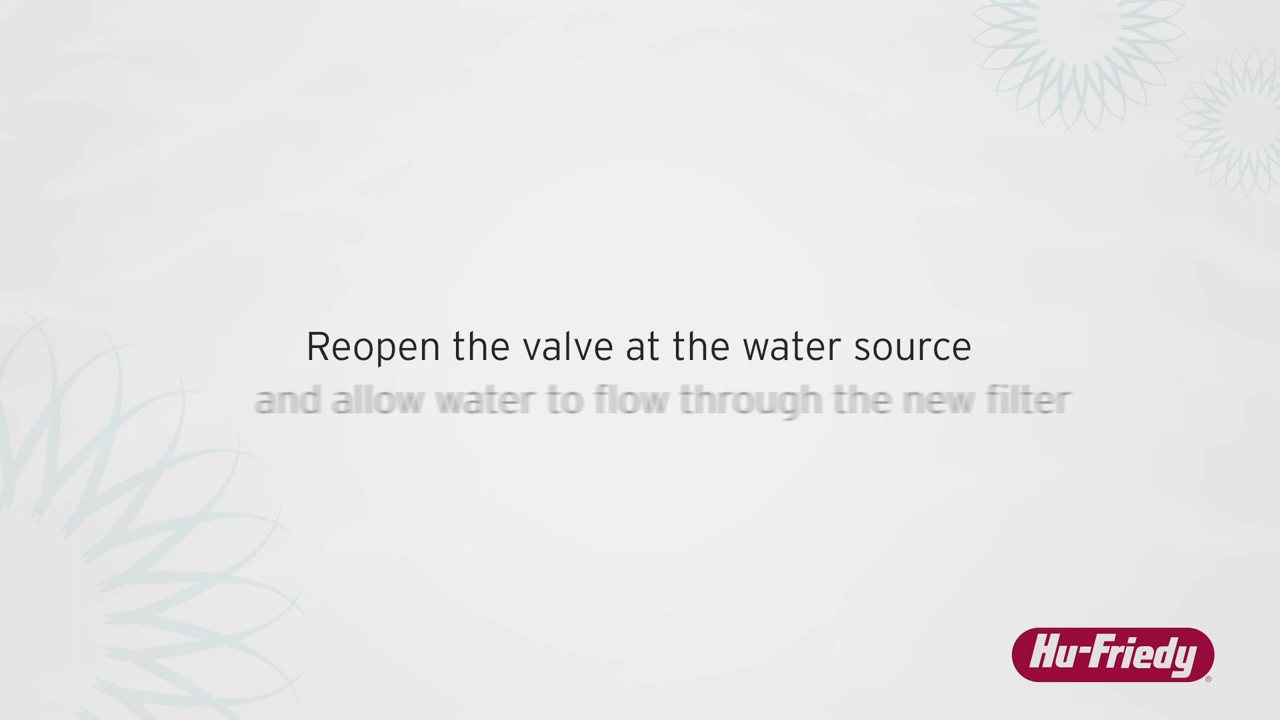 Reopen the valve at the water source
and allow water to flow through the new filter
Hu-Friedy®